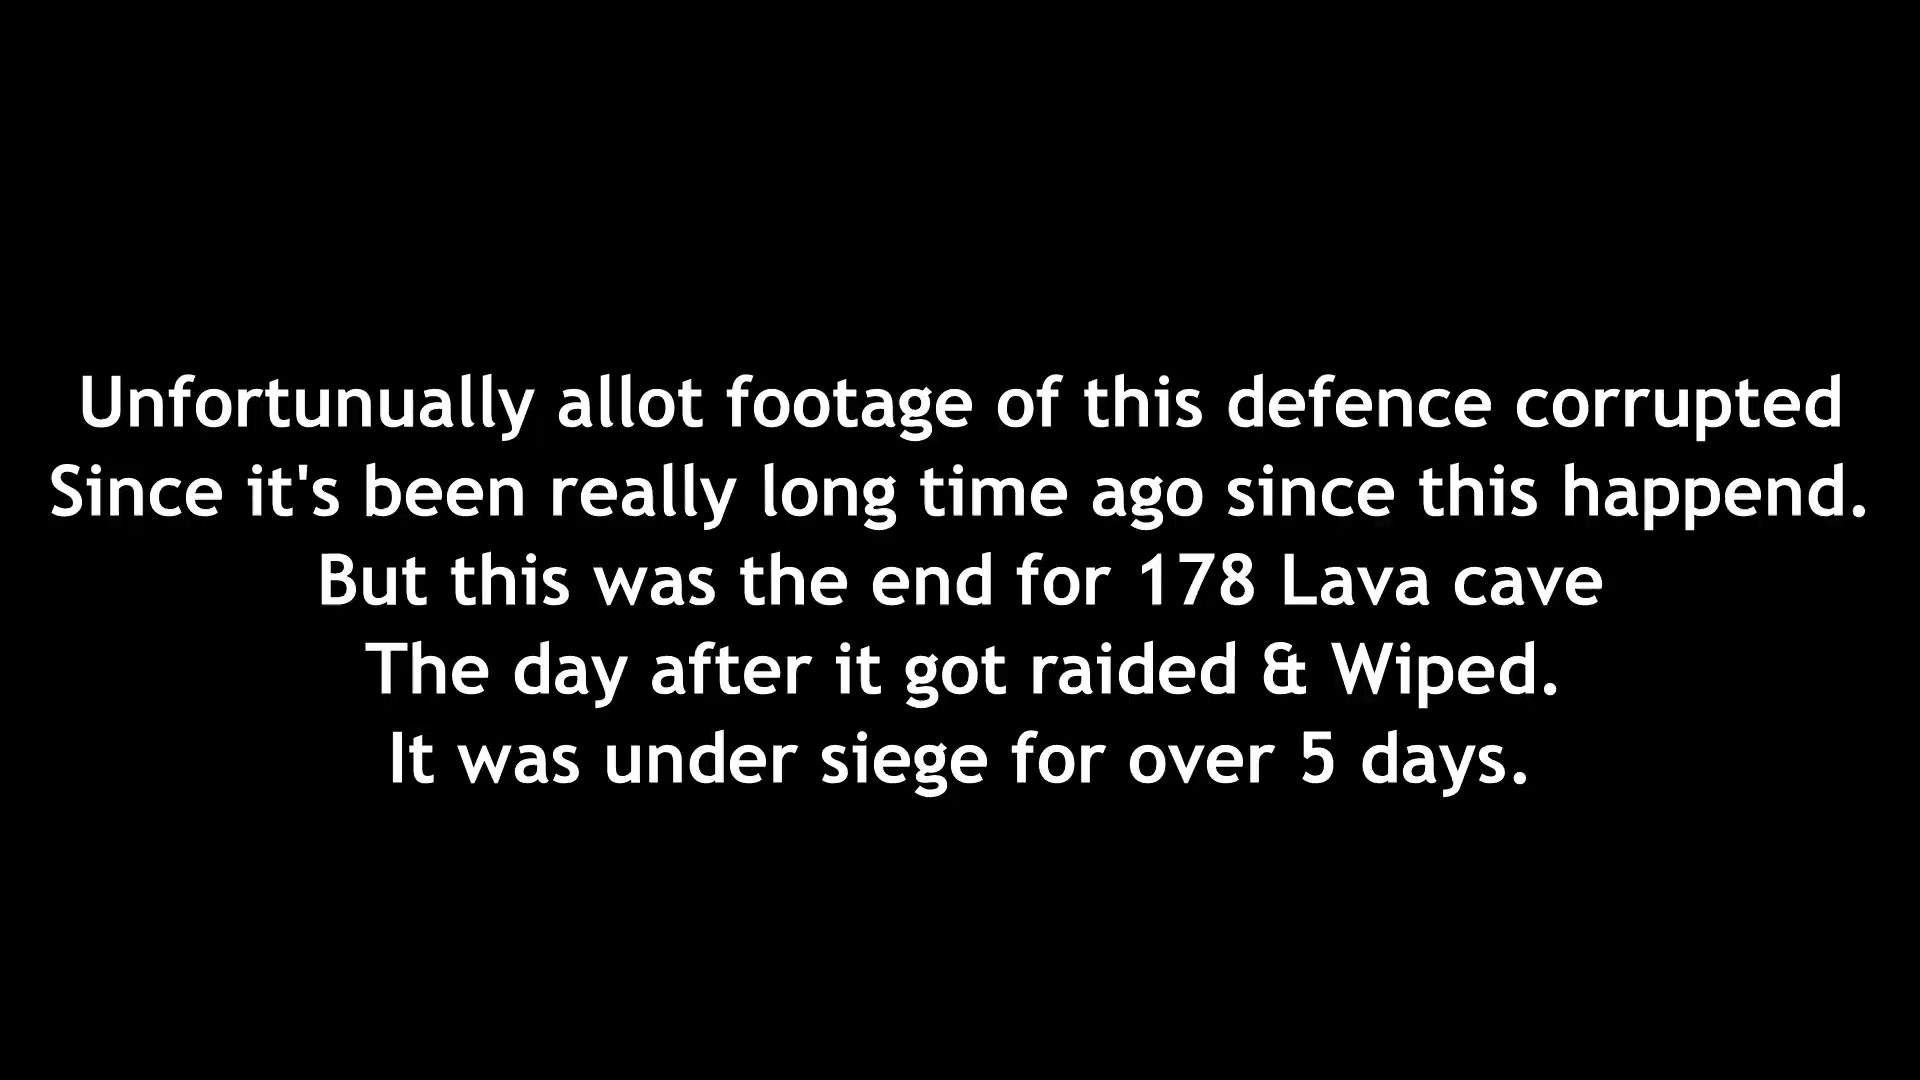 Unfortunually allot footage of this defence corrupted
Since it's been really long time ago since this happend.
But this was the end for 178 Lava cave
The day after it got raided & Wiped.
It was under siege for over 5 days.